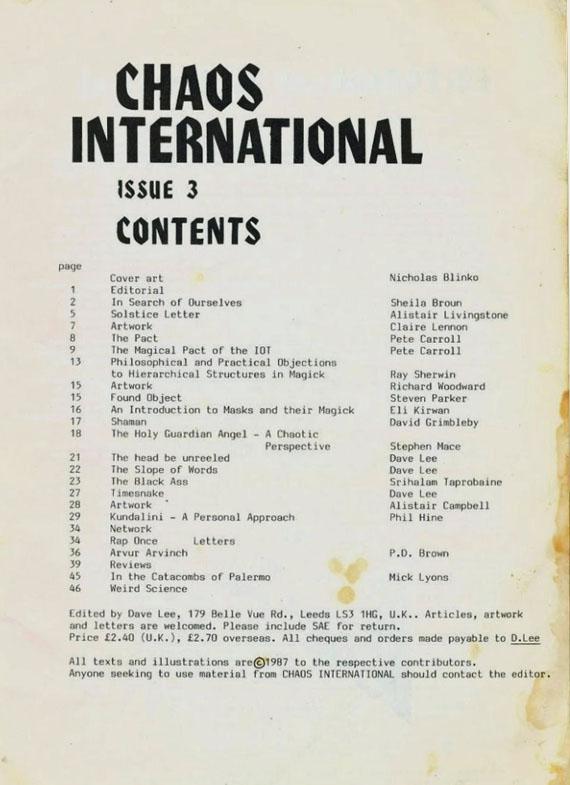 CHAOS
INTERNATIONAL
ISSUE 3
CONTENTS
page
Cover art Nicholas Blinko
1 Editorial
2 In Search of Ourselves Sheila Broun
5 Solstice Letter Alistair Livingstone
7 Artwork Claire Lennon
8 The Pact Pete Carroll
9 The Magical Pact of the IOT Pete Carroll
13 Philosophical and Practical Objections
to Hierarchical Structures in Magick Ray Sherwin
15 Artwork Richard Woodward
15 Found Object Steven Parker
16 An Introduction to Masks and their Magick Eli Kirwan
17 Shaman David Grimbleby
18 The Holy Guardian Angel - A Chaotic
Perspective Stephen Mace
21 The head be unreeled Dave Lee
22 The Slope of Words Dave Lee
23 The Black Ass Srihalam Taprobaine
27 Timesnake Dave Lee
28 Artwork Alistair Campbell
29 Kundalini - A Personal Approach Phil Hine
34 Network
34 Rap Once Letters
36 Arvur Arvinch P.D. Brown
39 Reviews
45 In the Catacombs of Palermo Mick Lyons
46 Weird Science
Edited by Dave Lee, 179 Belle Vue Rd., Leeds LS3 1HG, U.K.. Articles, artwork
and letters are welcomed. Please include SAE for return.
Price £2.40 (U.K.), £2.70 overseas. All cheques and orders made payable to D.Lee
All texts and illustrations are © 1987 to the respective contributors.
Anyone seeking to use material from CHAOS INTERNATIONAL should contact the editor.